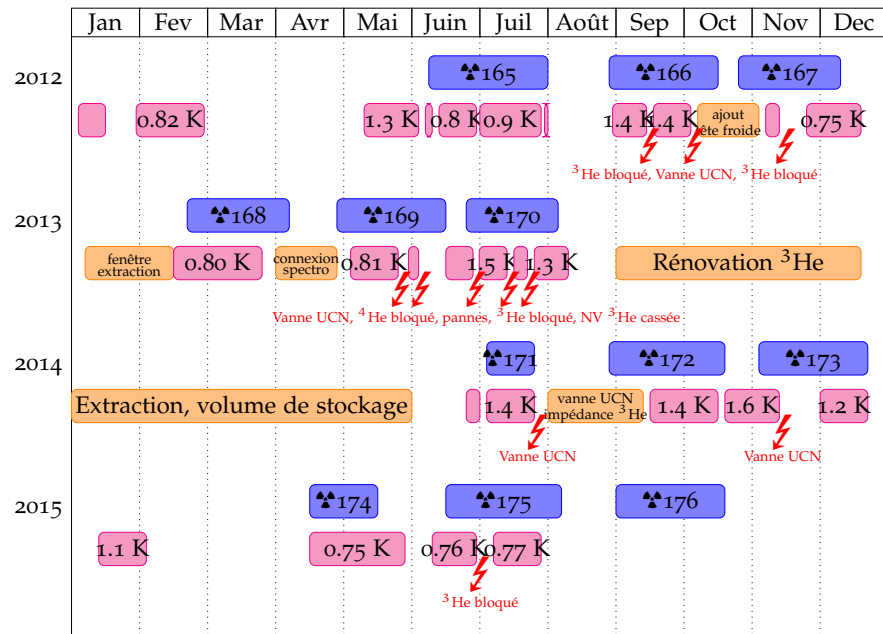 Jan Fev Mar Avr Mai Juin Juil Août Sep Oct Nov Dec
2012
☢165 ☢166 ☢167
0.82 K 1.3 K 0.8 K 0.9 K 1.4 K 1.4 K ajout 0.75 K
tête froide
³He bloqué, Vanne UCN, ³He bloqué
2013
☢168 ☢169 ☢170
fenêtre extraction 0.80 K connexion spectro 0.81K 1.5K 1.3 K Rénovation ³He
Vanne UCN, ⁴He bloqué, pannes, ³He bloqué, NV ³He cassée
2014
☢171 ☢172 ☢173
Extraction, volume de stockage 1.4 K vanne UCN impédance ³He 1.4 K 1.6 K 1.2 K
Vanne UCN Vanne UCN
2015
☢174 ☢175 ☢176
1.1 K 0.75 K 0.76 K 0.77K
³He bloqué